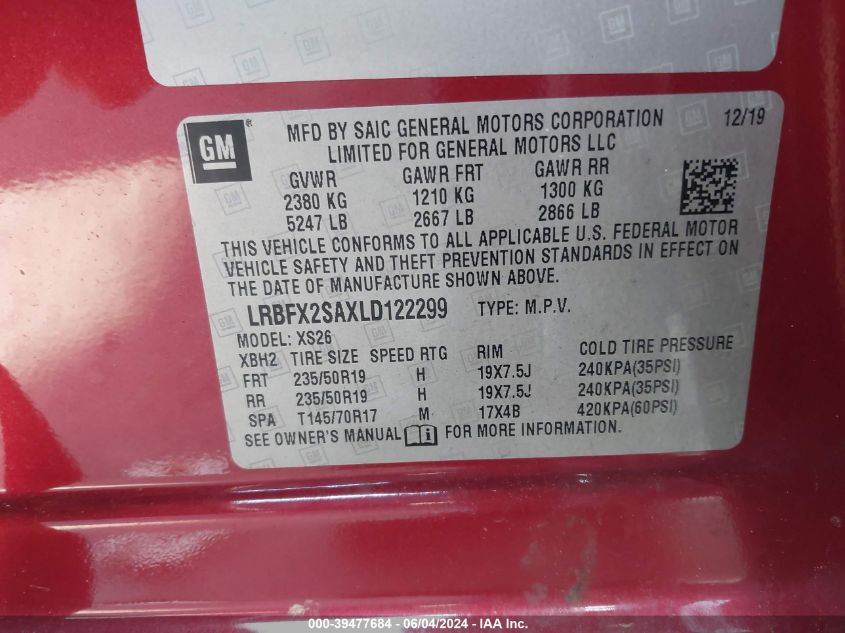 GM
MFD BY SAIC GENERAL MOTORS CORPORATION 12/19
LIMITED FOR GENERAL MOTORS LLC
GVWR GAWR FRT GAWR RR
2380 KG 1210 KG 1300 KG
5247 LB 2667 LB 2866 LB
THIS VEHICLE CONFORMS TO ALL APPLICABLE U.S. FEDERAL MOTOR
VEHICLE SAFETY AND THEFT PREVENTION STANDARDS IN EFFECT ON
THE DATE OF MANUFACTURE SHOWN ABOVE.
LRBFX2SAXLD122299 TYPE: M.P.V.
MODEL: XS26
XBH2 TIRE SIZE SPEED RTG RIM COLD TIRE PRESSURE
FRT 235/50R19 H 19X7.5J 240KPA(35PSI)
RR 235/50R19 H 19X7.5J 240KPA(35PSI)
SPA T145/70R17 M 17X4B 420KPA(60PSI)
SEE OWNER'S MANUAL FOR MORE INFORMATION.
000-39477684 - 06/04/2024 - IAA Inc.